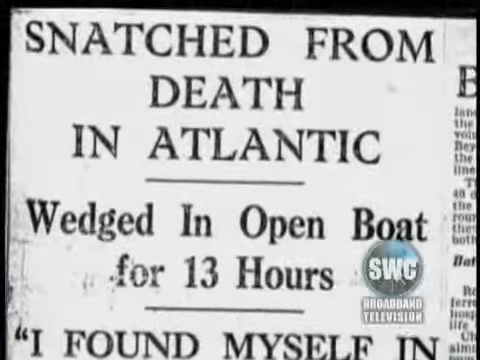 SNATCHED FROM
DEATH
IN ATLANTIC
Wedged In Open Boat
for 13 Hours
"I FOUND MYSELF IN
SWC
BROADBAND
TELEVISION